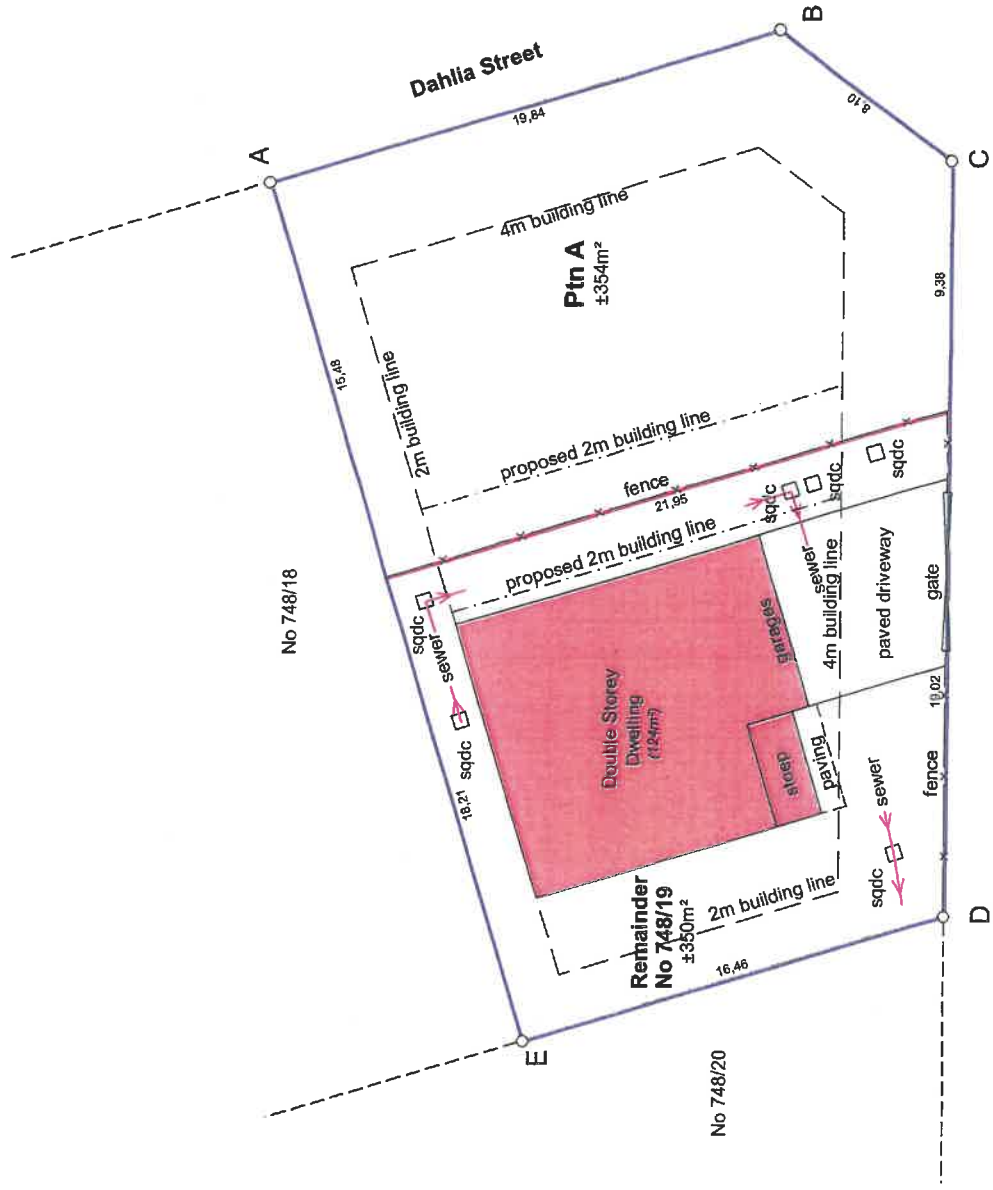 A
Dahlia Street
B
19,84
8,10
4m building line
Ptn A
±354m²
C
9,38
15,48
2m building line
proposed 2m building line
fence
21,95
sqdc
sqdc
sqdc
No 748/18
proposed 2m building line
sewer
4m building line
paved driveway
gate
sqdc
sewer
sqdc
garages
Double Storey
Dwelling
(124m²)
stoep
paving
18,21
19,02
sewer
fence
sqdc
2m building line
Remainder
No 748/19
±350m²
D
16,46
E
No 748/20